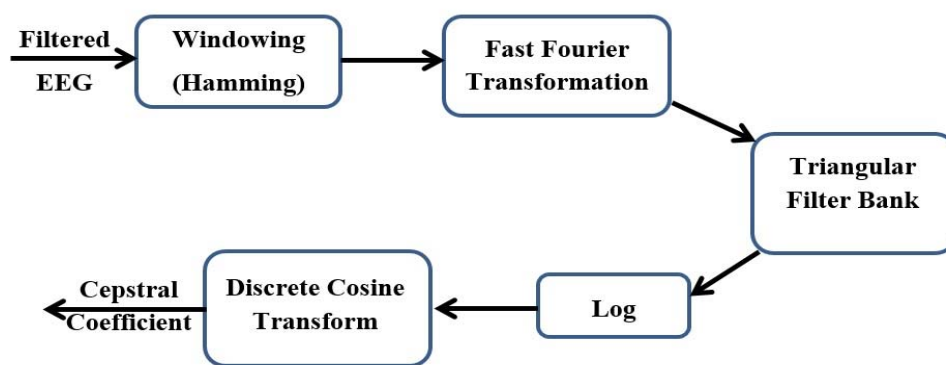 Filtered
EEG
Windowing
(Hamming)
Fast Fourier
Transformation
Triangular
Filter Bank
Log
Discrete Cosine
Transform
Cepstral
Coefficient